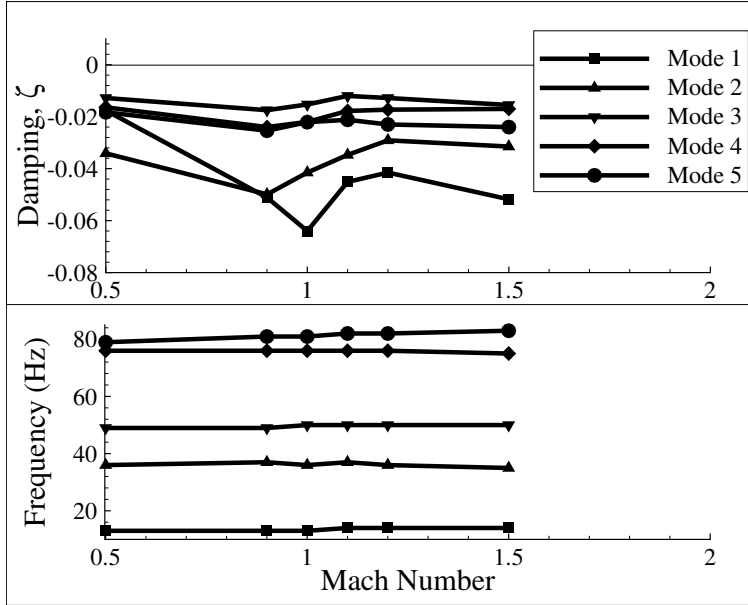 Damping, ζ
0
-0.02
-0.04
-0.06
-0.08
0.5
1
1.5
2
Mode 1
Mode 2
Mode 3
Mode 4
Mode 5
Frequency (Hz)
80
60
40
20
0.5
1
1.5
2
Mach Number